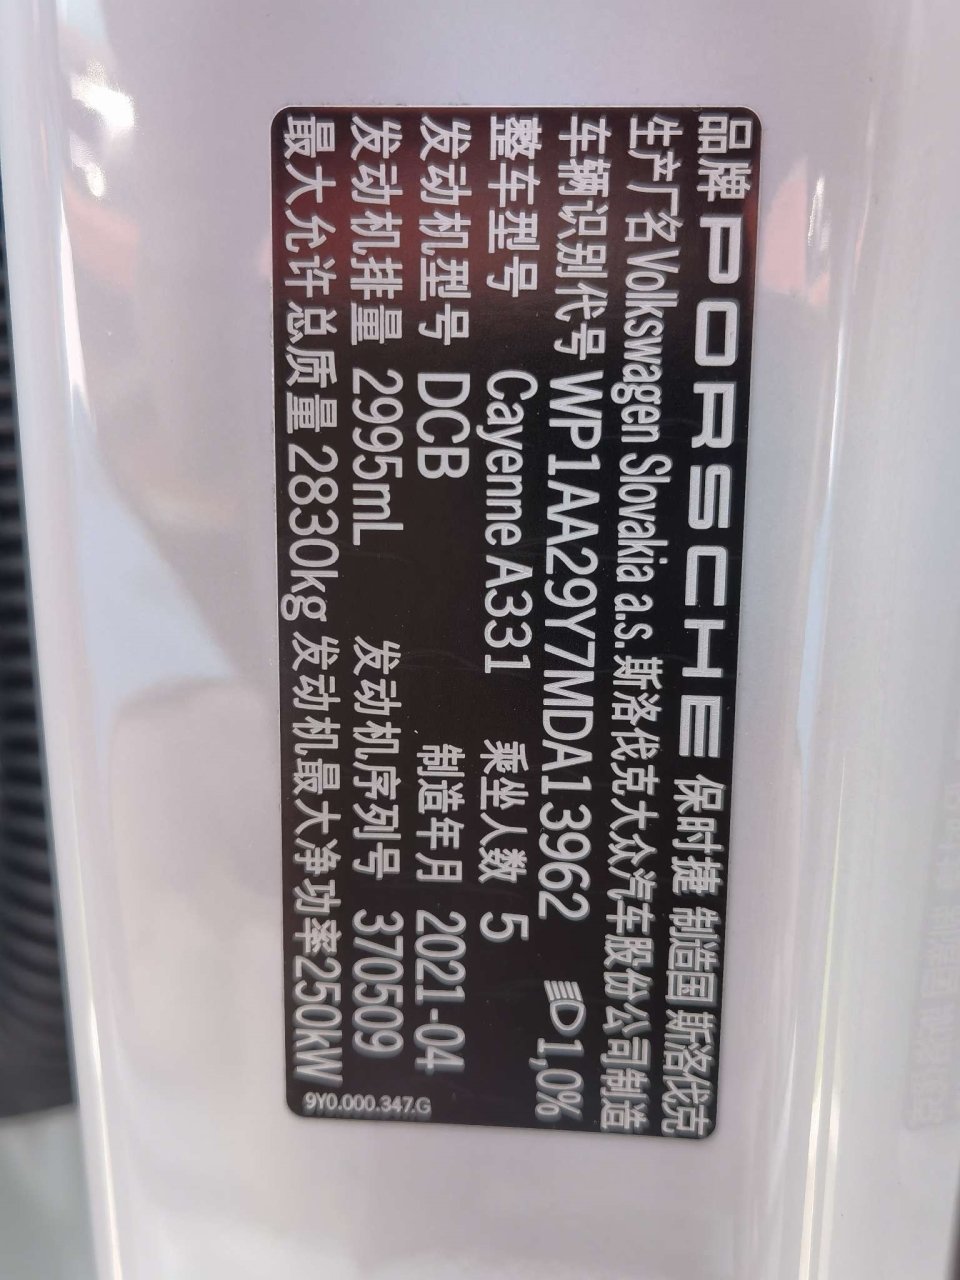 品牌 PORSCHE 保时捷 制造国 斯洛伐克
生产厂名 Volkswagen Slovakia a.s. 斯洛伐克大众汽车股份公司制造
车辆识别代号 WP1AA29Y7MDA13962 1,0%
整车型号 Cayenne A331 乘坐人数 5
发动机型号 DCB 制造年月 2021-04
发动机排量 2995mL 发动机序列号 370509
最大允许总质量 2830kg 发动机最大净功率250kW
9Y0.000.347.G